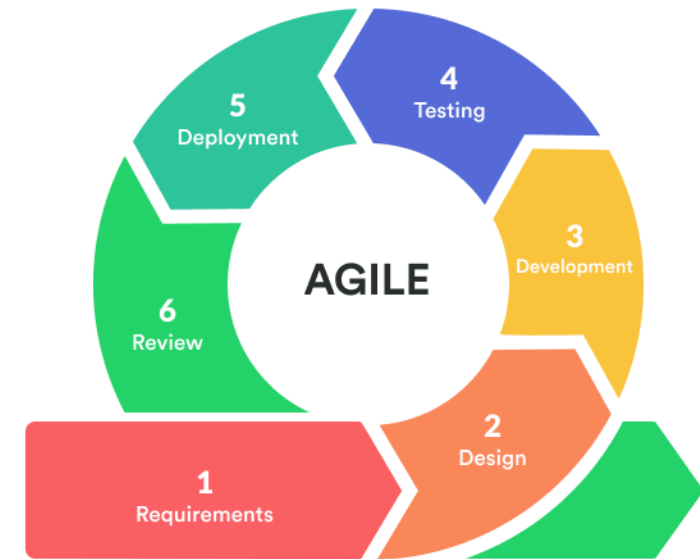 AGILE
1
Requirements
2
Design
3
Development
4
Testing
5
Deployment
6
Review